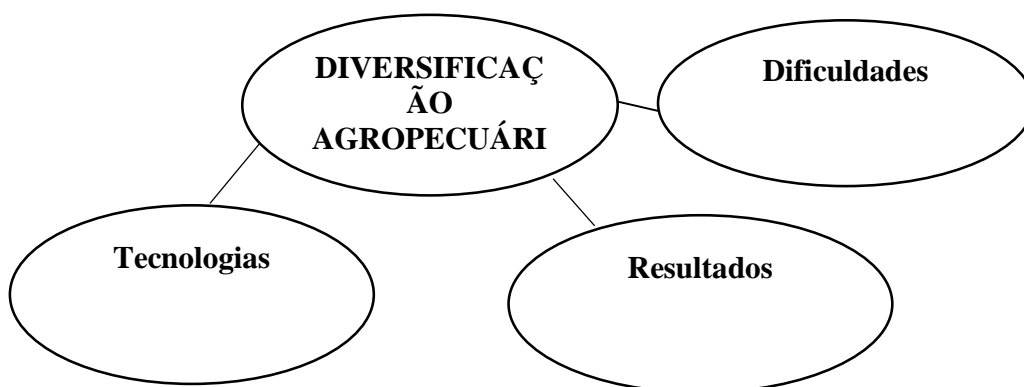 DIVERSIFICAÇ
ÃO
AGROPECUÁRI
Dificuldades
Tecnologias
Resultados